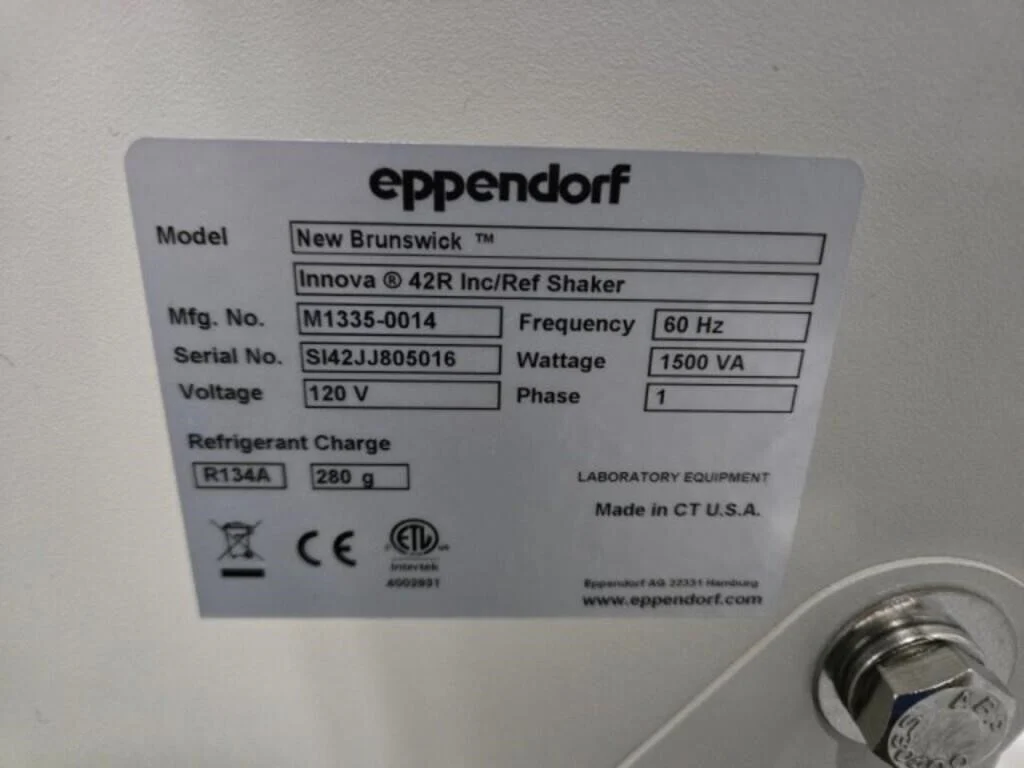 eppendorf
Model New Brunswick ™
Innova ® 42R Inc/Ref Shaker
Mfg. No. M1335-0014 Frequency 60 Hz
Serial No. SI42JJ805016 Wattage 1500 VA
Voltage 120 V Phase 1
Refrigerant Charge
R134A 280 g
LABORATORY EQUIPMENT
Made in CT U.S.A.
CE ETL
Intertek
Eppendorf AG 22331 Hamburg
www.eppendorf.com